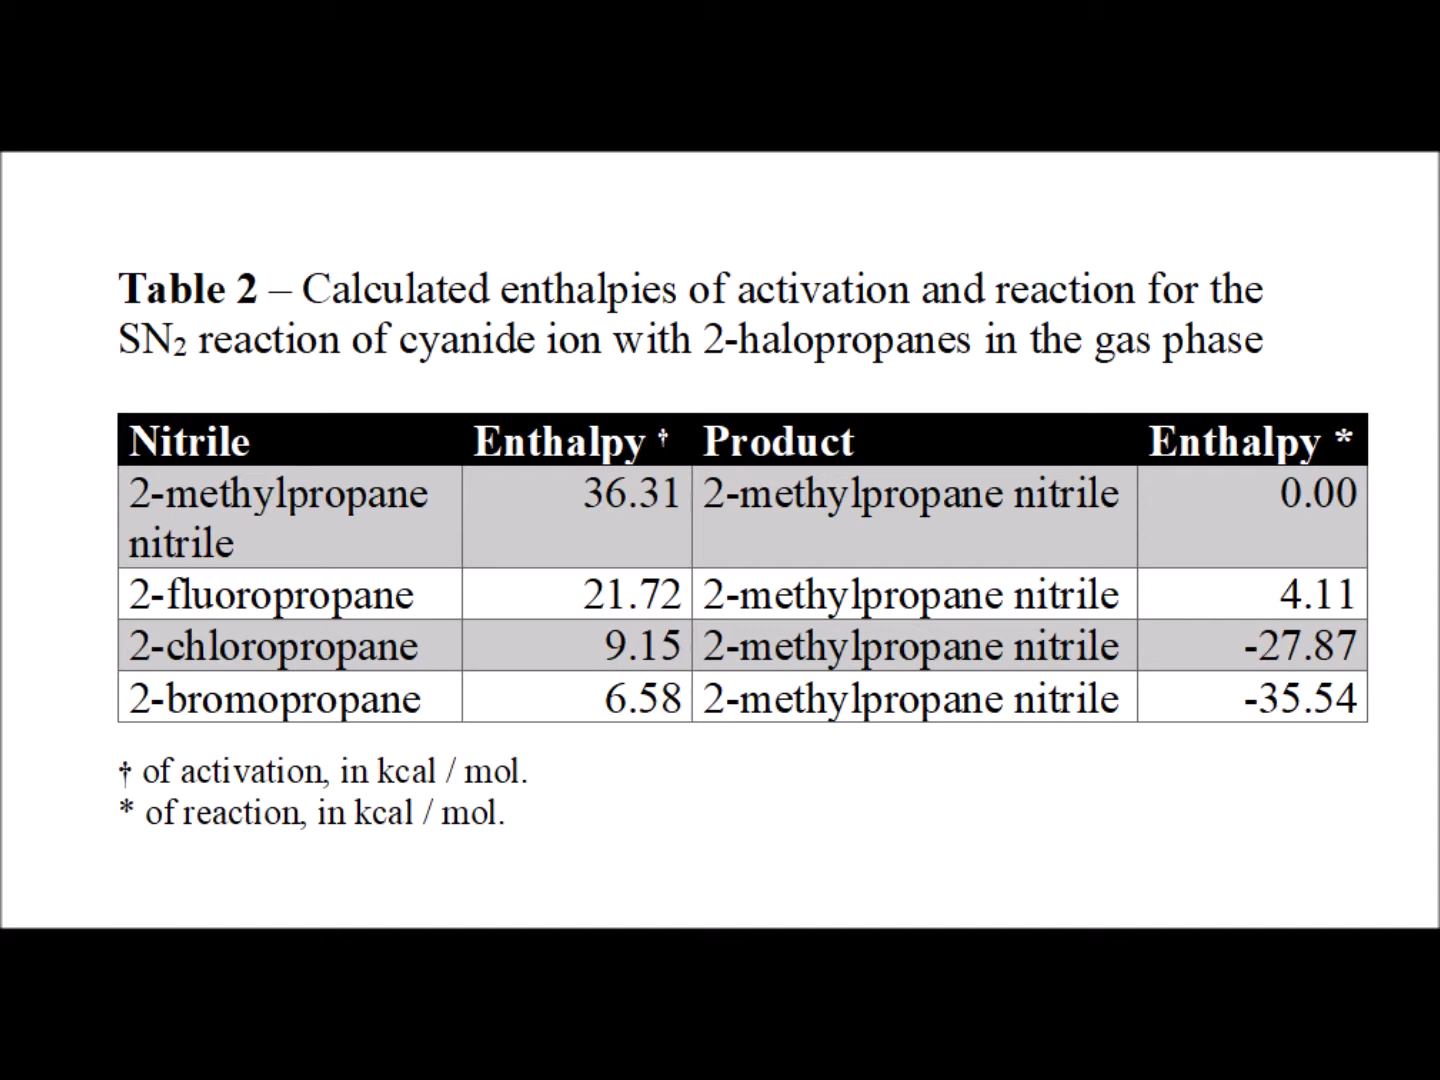 Table 2 – Calculated enthalpies of activation and reaction for the
SN₂ reaction of cyanide ion with 2-halopropanes in the gas phase
Nitrile Enthalpy † Product Enthalpy *
2-methylpropane nitrile 36.31 2-methylpropane nitrile 0.00
2-fluoropropane 21.72 2-methylpropane nitrile 4.11
2-chloropropane 9.15 2-methylpropane nitrile -27.87
2-bromopropane 6.58 2-methylpropane nitrile -35.54
† of activation, in kcal / mol.
* of reaction, in kcal / mol.